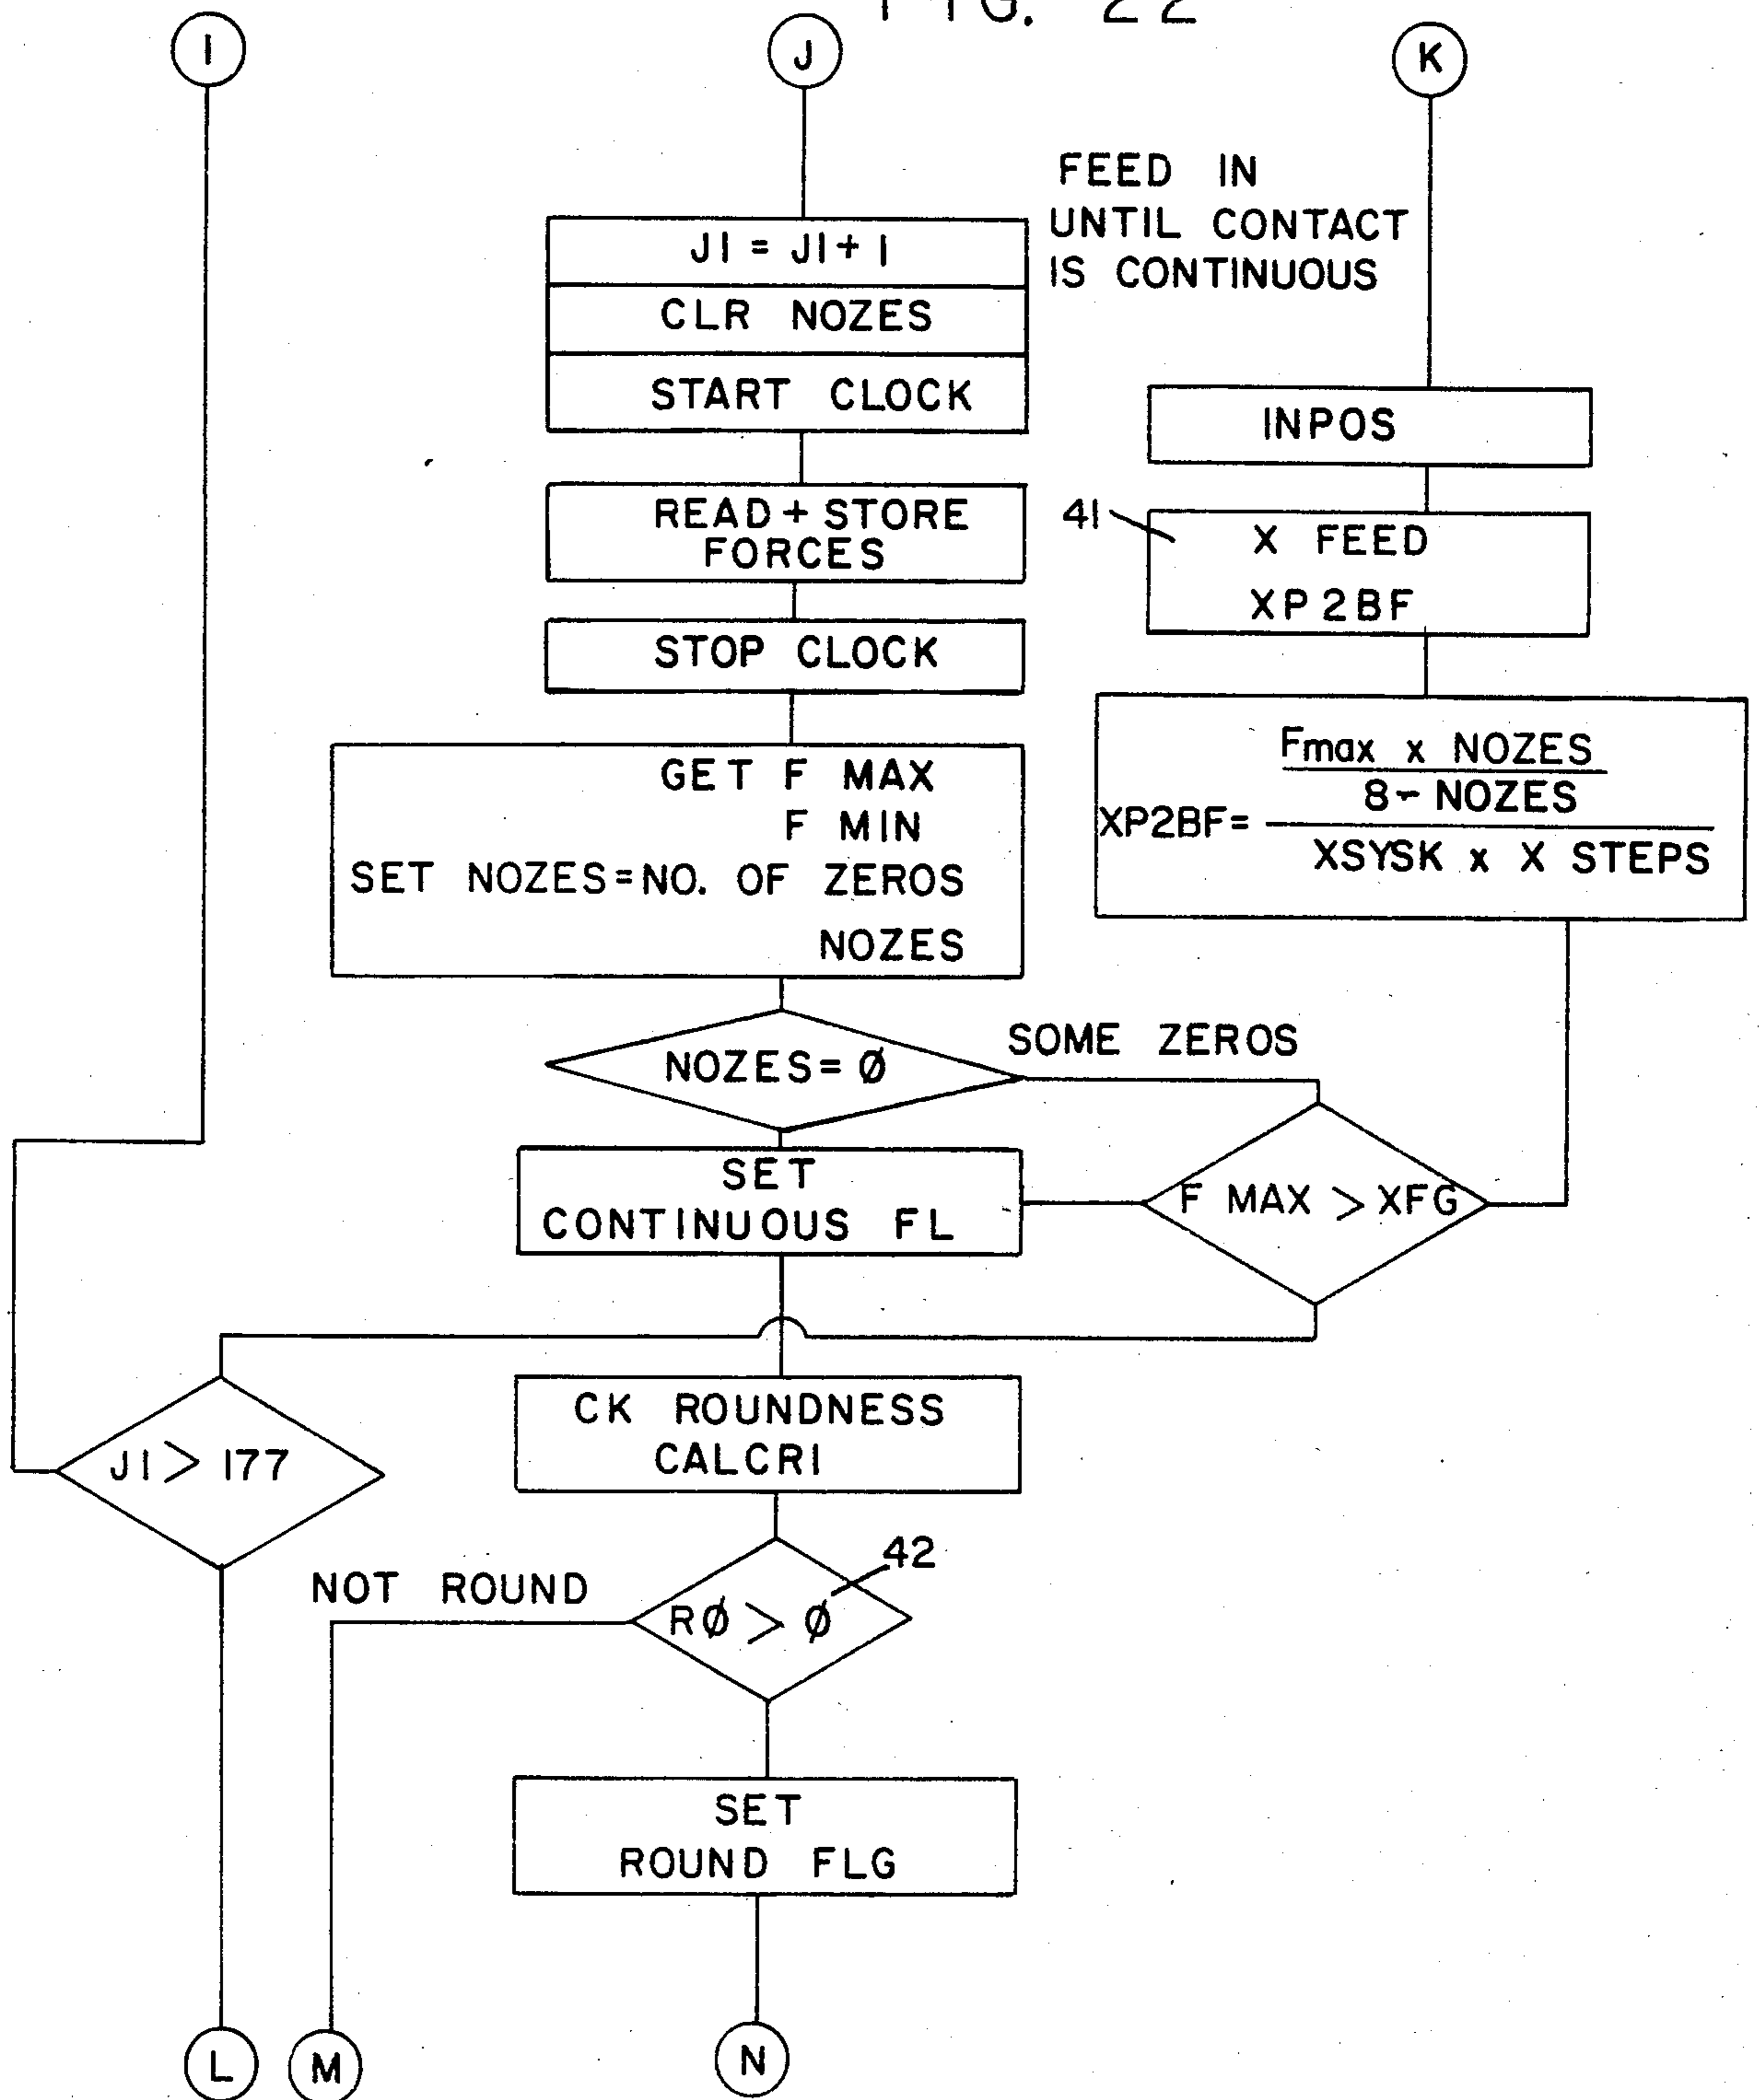 FIG. 22
I
J
K
FEED IN
UNTIL CONTACT
IS CONTINUOUS
J1 = J1 + 1
CLR NOZES
START CLOCK
INPOS
READ + STORE
FORCES
41
X FEED
XP2BF
STOP CLOCK
GET F MAX
F MIN
SET NOZES=NO. OF ZEROS
NOZES
Fmax x NOZES
8- NOZES
XP2BF=
XSYSK x X STEPS
NOZES= Ø
SOME ZEROS
SET
CONTINUOUS FL
F MAX > XFG
CK ROUNDNESS
CALCRI
J1 > 177
42
NOT ROUND
RØ > Ø
SET
ROUND FLG
L
M
N